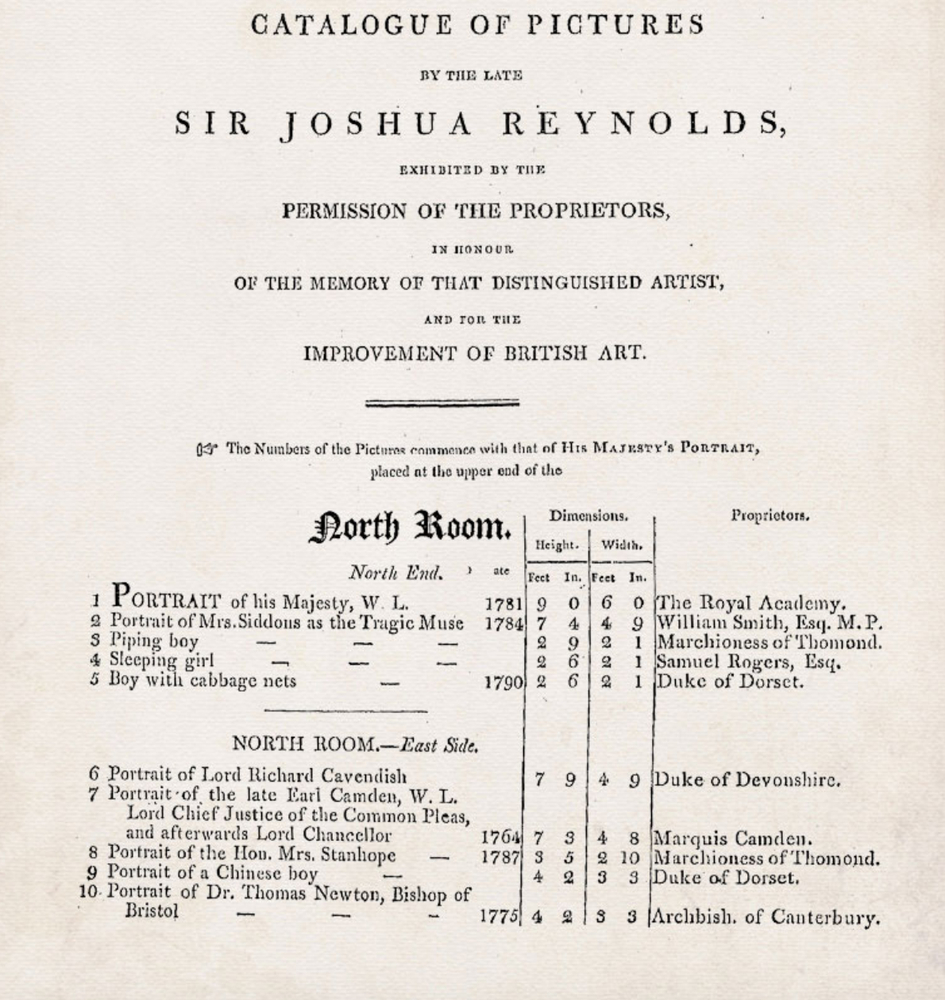 CATALOGUE OF PICTURES
BY THE LATE
SIR JOSHUA REYNOLDS,
EXHIBITED BY THE
PERMISSION OF THE PROPRIETORS,
IN HONOUR
OF THE MEMORY OF THAT DISTINGUISHED ARTIST,
AND FOR THE
IMPROVEMENT OF BRITISH ART.
☞ The Numbers of the Pictures commence with that of HIS MAJESTY'S PORTRAIT,
placed at the upper end of the
North Room. Dimensions. Proprietors.
Height. Width.
North End. ate Feet In. Feet In.
1 PORTRAIT of his Majesty, W. L. 1781 9 0 6 0 The Royal Academy.
2 Portrait of Mrs. Siddons as the Tragic Muse 1784 7 4 4 9 William Smith, Esq. M.P.
3 Piping boy — — — 2 9 2 1 Marchioness of Thomond.
4 Sleeping girl — — — 2 6 2 1 Samuel Rogers, Esq.
5 Boy with cabbage nets — 1790 2 6 2 1 Duke of Dorset.
NORTH ROOM.—East Side.
6 Portrait of Lord Richard Cavendish 7 9 4 9 Duke of Devonshire.
7 Portrait of the late Earl Camden, W. L.
Lord Chief Justice of the Common Pleas,
and afterwards Lord Chancellor 1764 7 3 4 8 Marquis Camden.
8 Portrait of the Hon. Mrs. Stanhope — 1787 3 5 2 10 Marchioness of Thomond.
9 Portrait of a Chinese boy — 4 2 3 3 Duke of Dorset.
10 Portrait of Dr. Thomas Newton, Bishop of
Bristol — — – 1775 4 2 3 3 Archbish. of Canterbury.